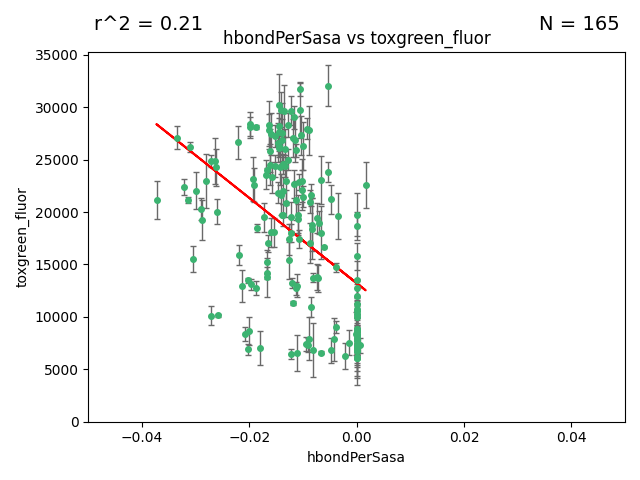 r^2 = 0.21
N = 165
hbondPerSasa vs toxgreen_fluor
toxgreen_fluor
35000
30000
25000
20000
15000
10000
5000
0
−0.04
−0.02
0.00
0.02
0.04
hbondPerSasa